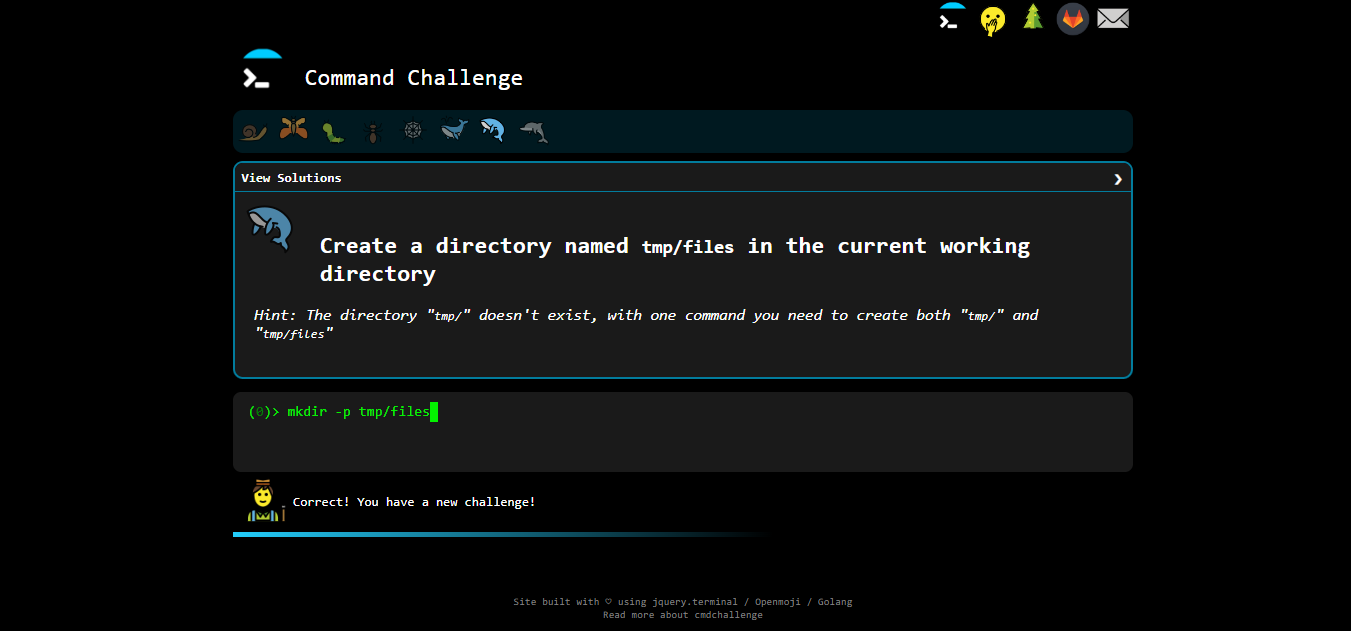 Command Challenge
View Solutions
Create a directory named tmp/files in the current working
directory
Hint: The directory "tmp/" doesn't exist, with one command you need to create both "tmp/" and
"tmp/files"
(0)> mkdir -p tmp/files
Correct! You have a new challenge!
Site built with ♡ using jquery.terminal / Openmoji / Golang
Read more about cmdchallenge